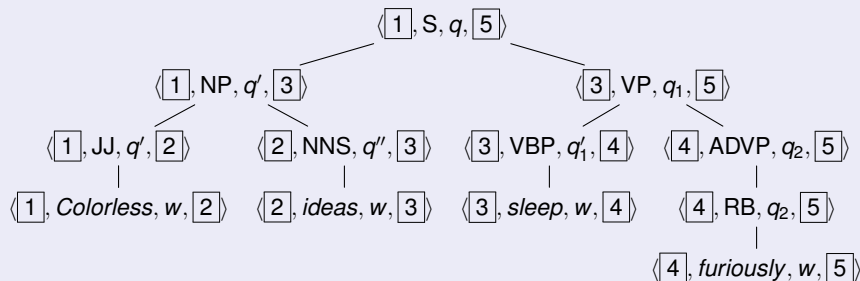 ⟨1, S, q, 5⟩
⟨1, NP, q′, 3⟩ ⟨3, VP, q₁, 5⟩
⟨1, JJ, q′, 2⟩ ⟨2, NNS, q″, 3⟩ ⟨3, VBP, q′₁, 4⟩ ⟨4, ADVP, q₂, 5⟩
⟨1, Colorless, w, 2⟩ ⟨2, ideas, w, 3⟩ ⟨3, sleep, w, 4⟩ ⟨4, RB, q₂, 5⟩
⟨4, furiously, w, 5⟩